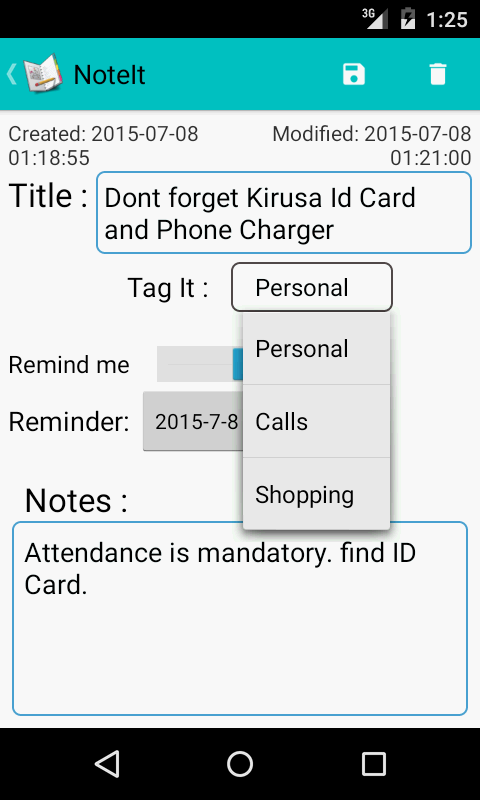 3G 1:25
NoteIt
Created: 2015-07-08 01:18:55
Modified: 2015-07-08 01:21:00
Title :
Dont forget Kirusa Id Card
and Phone Charger
Tag It :
Personal
Personal
Calls
Shopping
Remind me
Reminder:
2015-7-8
Notes :
Attendance is mandatory. find ID
Card.